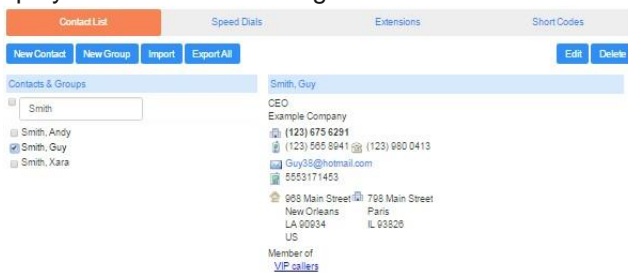 Contact List Speed Dials Extensions Short Codes
New Contact New Group Import Export All Edit Delete
Contacts & Groups
Smith
Smith, Andy
Smith, Guy
Smith, Xara
Smith, Guy
CEO
Example Company
(123) 675 6291
(123) 565 8941 (123) 980 0413
Guy38@hotmail.com
5553171453
968 Main Street
New Orleans
LA 90934
US
798 Main Street
Paris
IL 93826
Member of
VIP callers